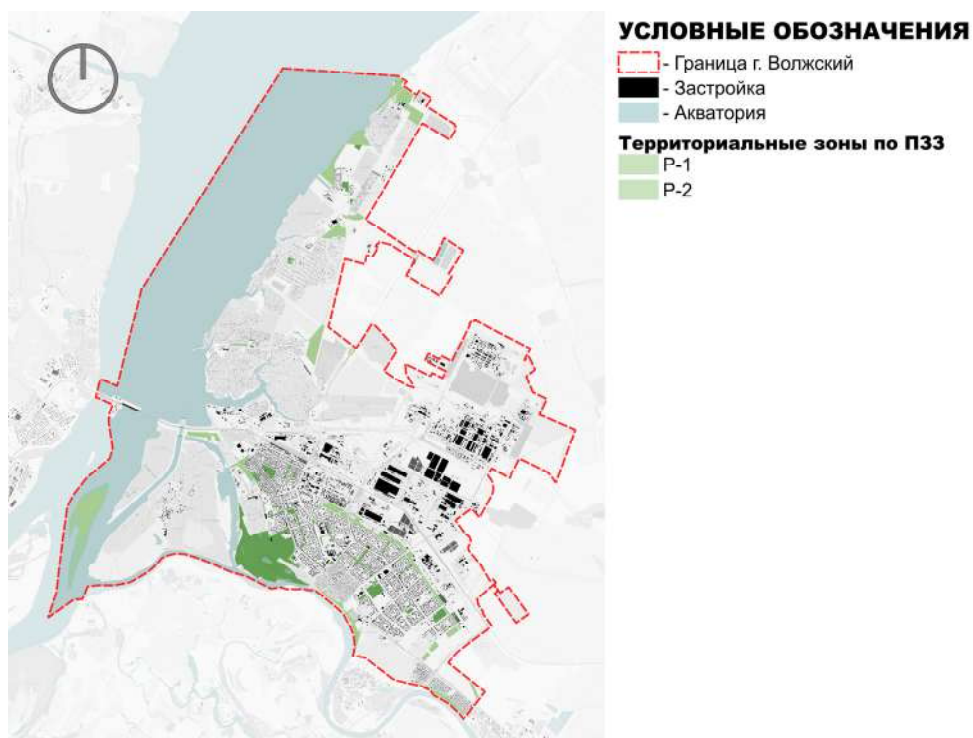 УСЛОВНЫЕ ОБОЗНАЧЕНИЯ
- Граница г. Волжский
- Застройка
- Акватория
Территориальные зоны по ПЗЗ
Р-1
Р-2